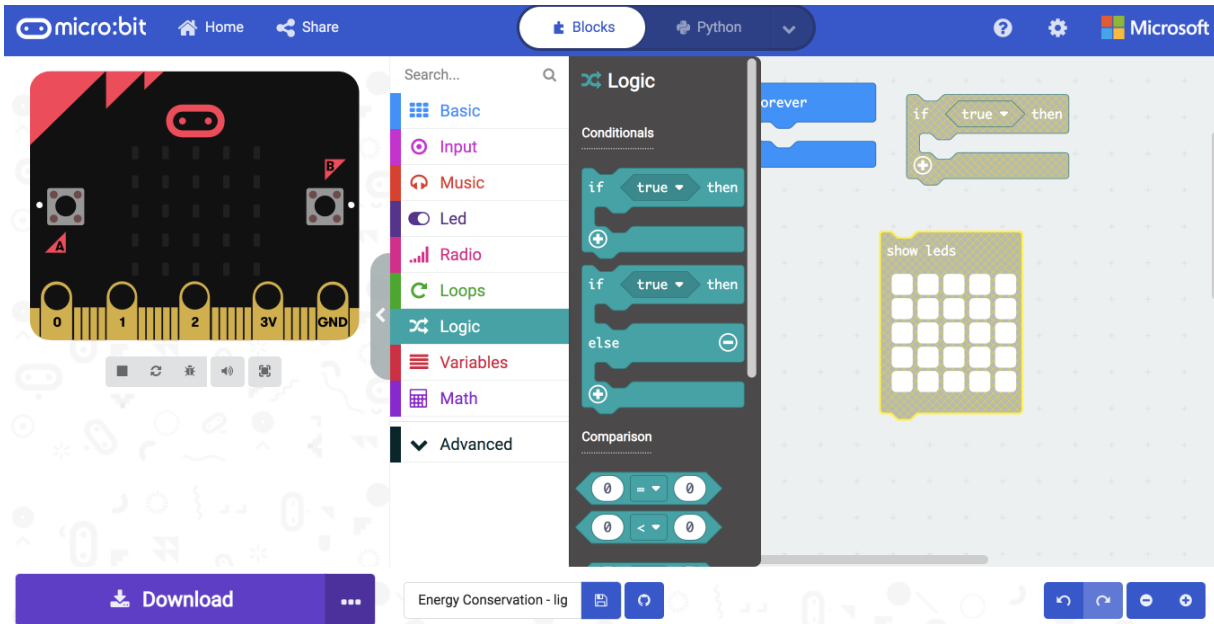 micro:bit Home Share Blocks Python Microsoft
Search...
Basic
Input
Music
Led
Radio
Loops
Logic
Variables
Math
Advanced
Logic
Conditionals
if true then
if true then
else
Comparison
0 = 0
0 < 0
orever
if true then
show leds
A
B
0 1 2 3V GND
Download
Energy Conservation - lig